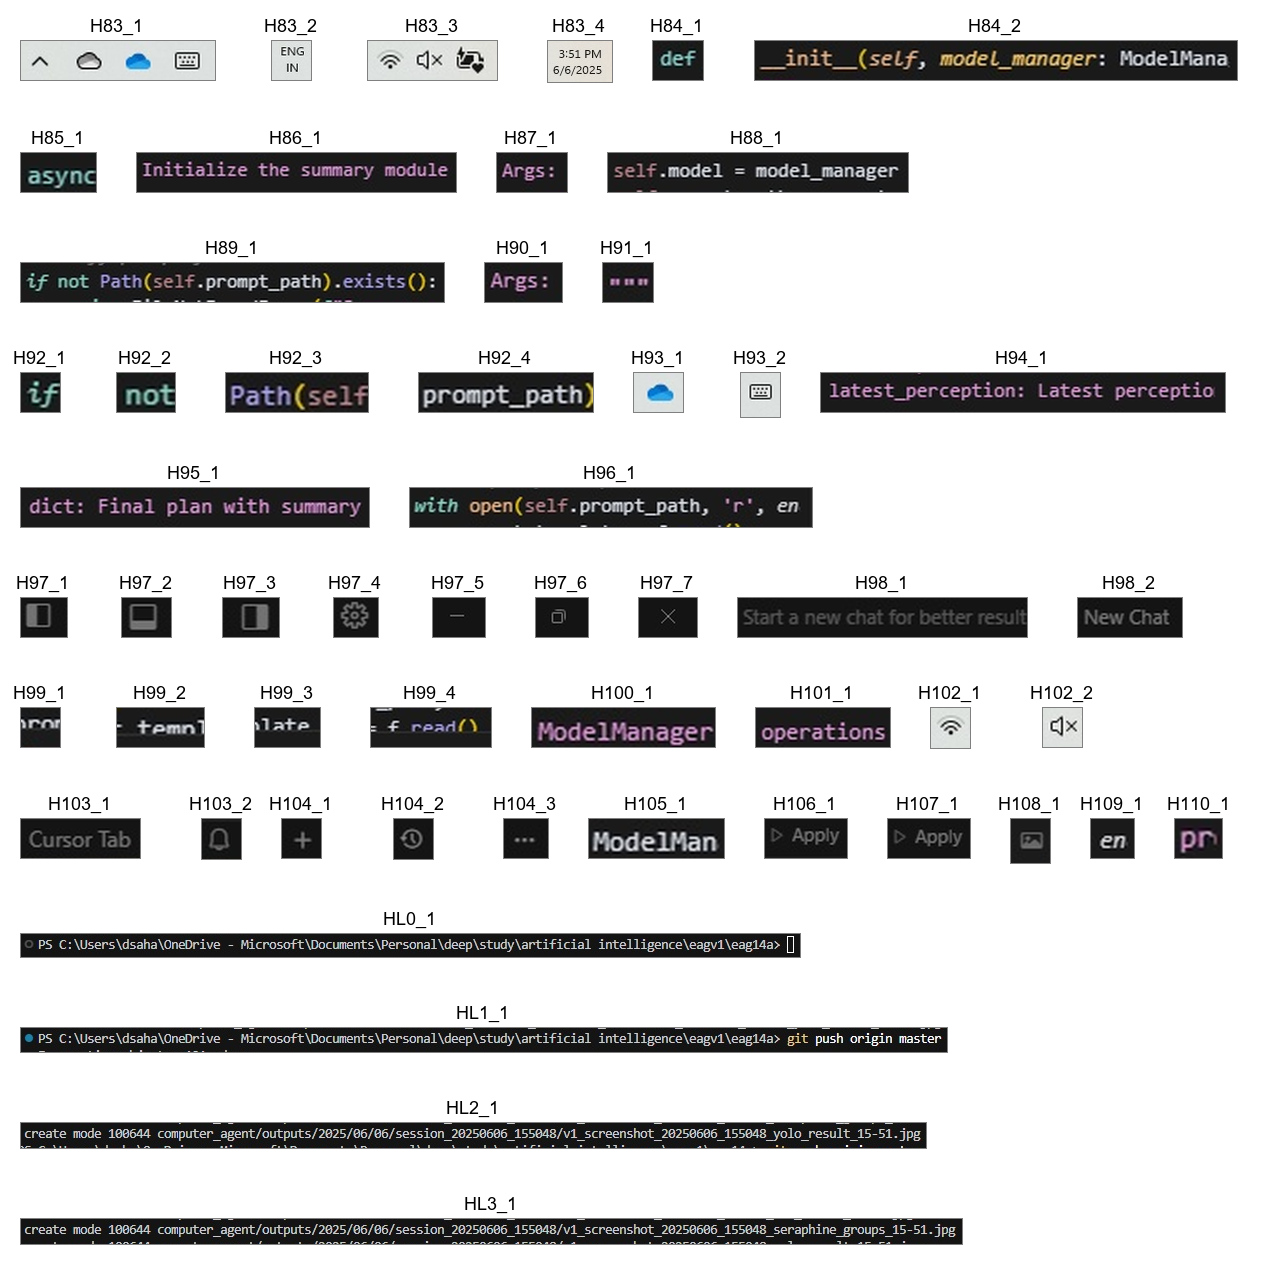 H83_1 H83_2 H83_3 H83_4 H84_1 H84_2
ENG
IN
3:51 PM
6/6/2025
def
__init__(self, model_manager: ModelMana
H85_1 H86_1 H87_1 H88_1
async Initialize the summary module Args: self.model = model_manager
H89_1 H90_1 H91_1
if not Path(self.prompt_path).exists(): Args: """
H92_1 H92_2 H92_3 H92_4 H93_1 H93_2 H94_1
if not Path(self prompt_path) latest_perception: Latest perceptio
H95_1 H96_1
dict: Final plan with summary with open(self.prompt_path, 'r', en
H97_1 H97_2 H97_3 H97_4 H97_5 H97_6 H97_7 H98_1 H98_2
Start a new chat for better result New Chat
H99_1 H99_2 H99_3 H99_4 H100_1 H101_1 H102_1 H102_2
prom templ plate = f.read() ModelManager operations
H103_1 H103_2 H104_1 H104_2 H104_3 H105_1 H106_1 H107_1 H108_1 H109_1 H110_1
Cursor Tab ModelMan Apply Apply en pr
HL0_1
PS C:\Users\dsaha\OneDrive - Microsoft\Documents\Personal\deep\study\artificial intelligence\eagv1\eag14a>
HL1_1
PS C:\Users\dsaha\OneDrive - Microsoft\Documents\Personal\deep\study\artificial intelligence\eagv1\eag14a> git push origin master
HL2_1
create mode 100644 computer_agent/outputs/2025/06/06/session_20250606_155048/v1_screenshot_20250606_155048_yolo_result_15-51.jpg
HL3_1
create mode 100644 computer_agent/outputs/2025/06/06/session_20250606_155048/v1_screenshot_20250606_155048_seraphine_groups_15-51.jpg